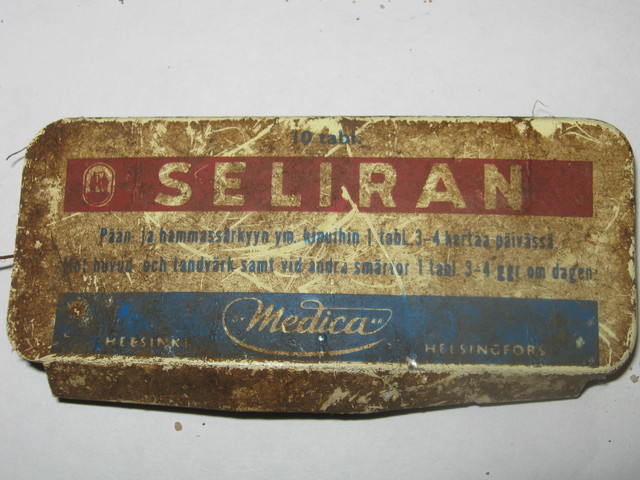 10 tabl.
SELIRAN
Pään- ja hammassärkyyn ym. kipuihin 1 tabl. 3-4 kertaa päivässä
huvud- och tandvärk samt vid andra smärtor 1 tabl. 3-4 ggr om dagen
"Medica"
HELSINKI HELSINGFORS